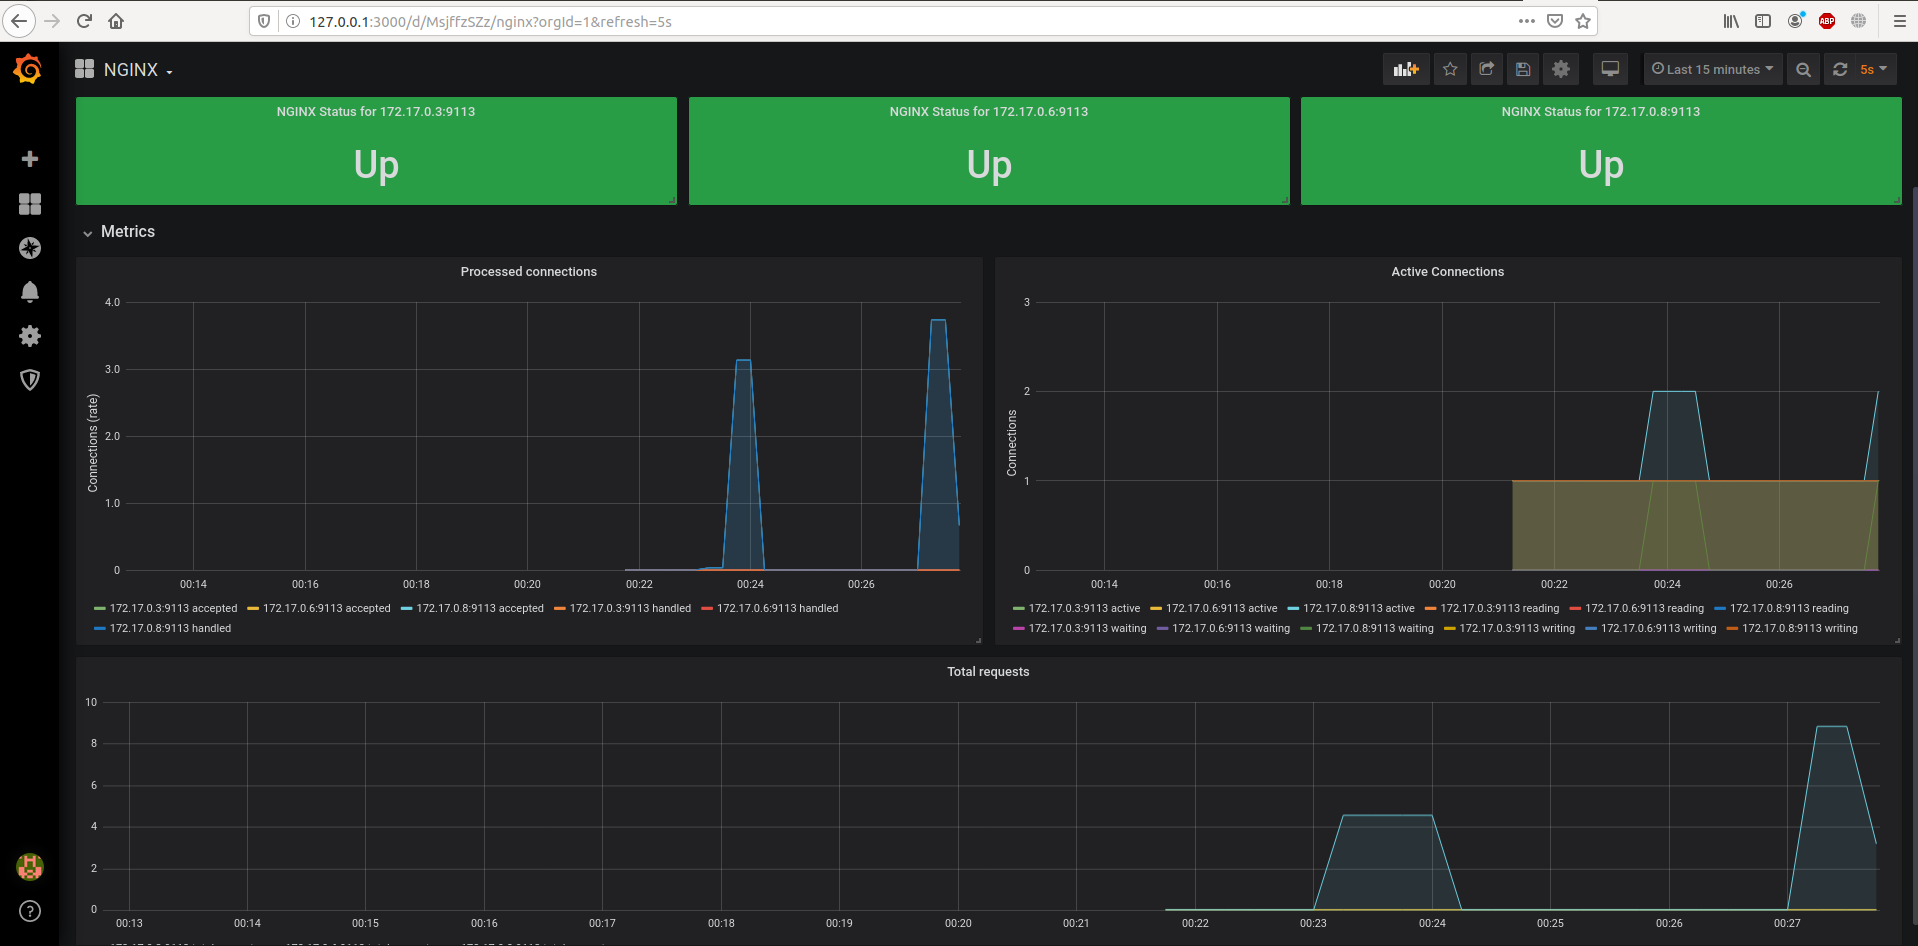 127.0.0.1:3000/d/MsjffzSZz/nginx?orgId=1&refresh=5s
ABP
NGINX
Last 15 minutes
5s
NGINX Status for 172.17.0.3:9113
Up
NGINX Status for 172.17.0.6:9113
Up
NGINX Status for 172.17.0.8:9113
Up
Metrics
Processed connections
Connections (rate)
4.0
3.0
2.0
1.0
0
00:14 00:16 00:18 00:20 00:22 00:24 00:26
172.17.0.3:9113 accepted 172.17.0.6:9113 accepted 172.17.0.8:9113 accepted 172.17.0.3:9113 handled 172.17.0.6:9113 handled
172.17.0.8:9113 handled
Active Connections
Connections
3
2
1
0
00:14 00:16 00:18 00:20 00:22 00:24 00:26
172.17.0.3:9113 active 172.17.0.6:9113 active 172.17.0.8:9113 active 172.17.0.3:9113 reading 172.17.0.6:9113 reading 172.17.0.8:9113 reading
172.17.0.3:9113 waiting 172.17.0.6:9113 waiting 172.17.0.8:9113 waiting 172.17.0.3:9113 writing 172.17.0.6:9113 writing 172.17.0.8:9113 writing
Total requests
10
8
6
4
2
0
00:13 00:14 00:15 00:16 00:17 00:18 00:19 00:20 00:21 00:22 00:23 00:24 00:25 00:26 00:27